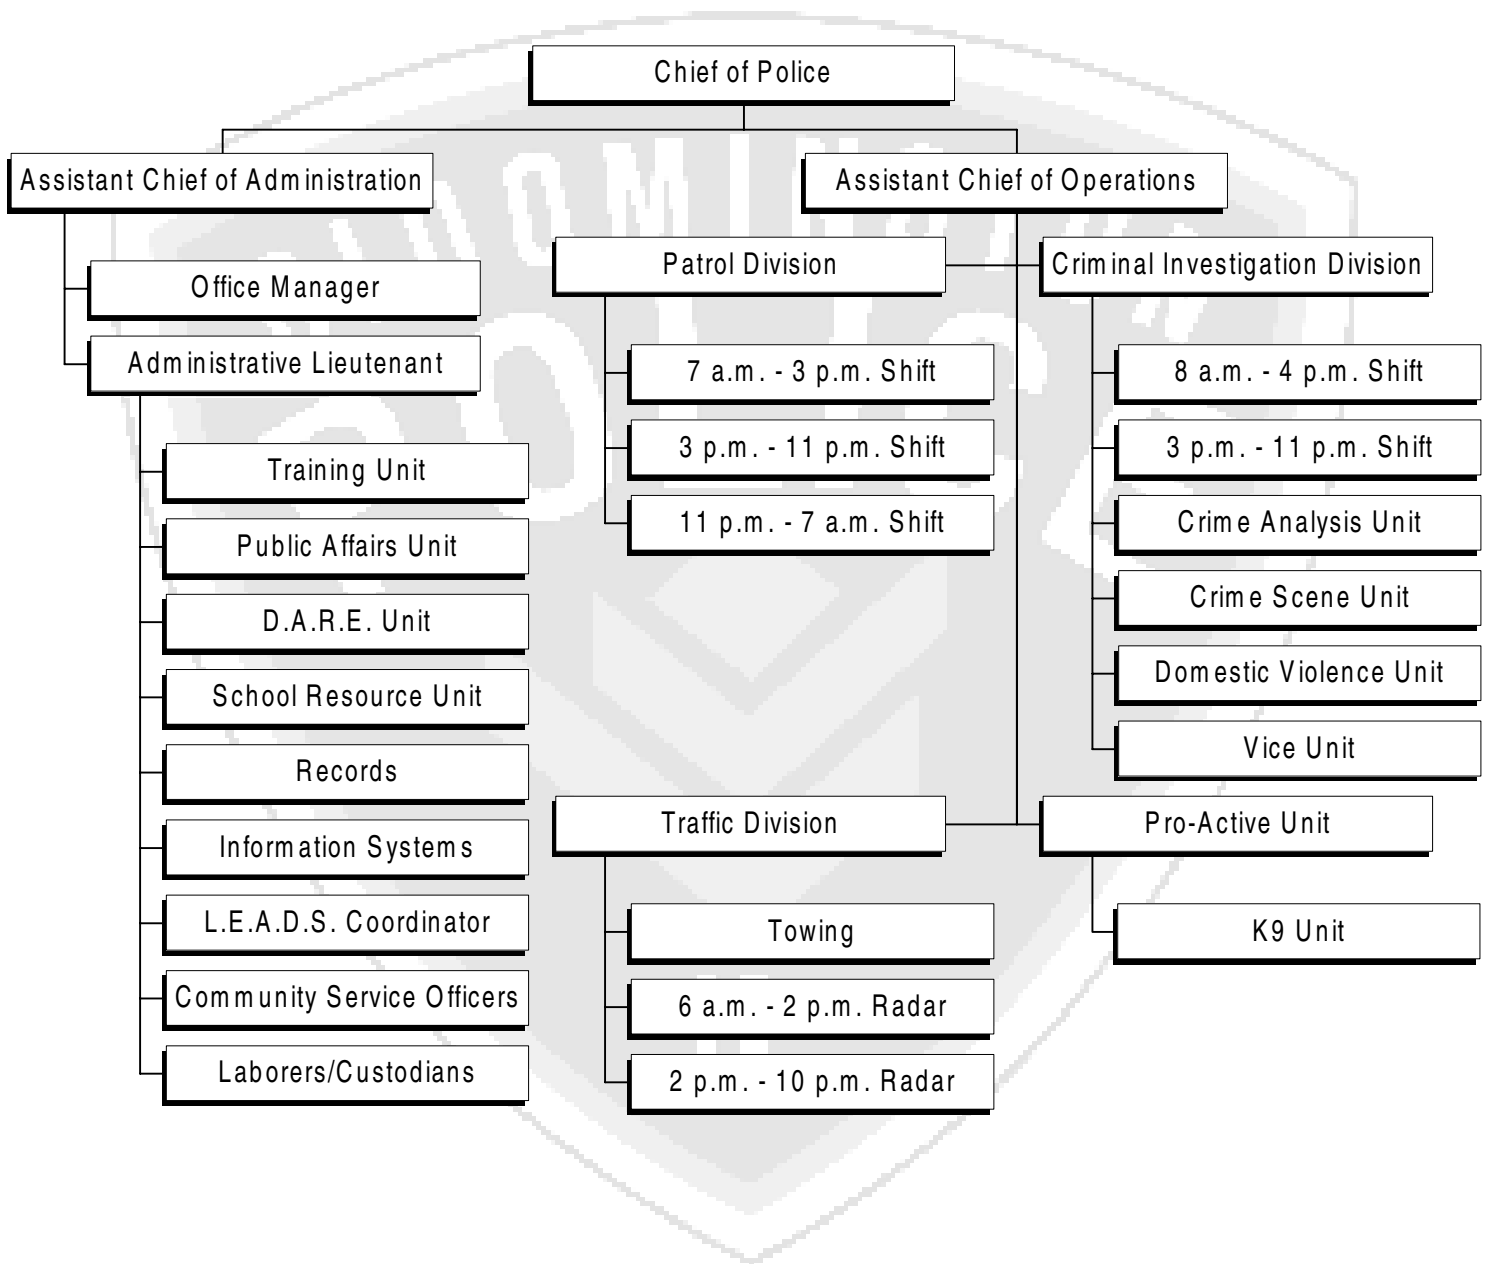 Chief of Police
Assistant Chief of Administration
Assistant Chief of Operations
Office Manager
Administrative Lieutenant
Training Unit
Public Affairs Unit
D.A.R.E. Unit
School Resource Unit
Records
Information Systems
L.E.A.D.S. Coordinator
Community Service Officers
Laborers/Custodians
Patrol Division
7 a.m. - 3 p.m. Shift
3 p.m. - 11 p.m. Shift
11 p.m. - 7 a.m. Shift
Criminal Investigation Division
8 a.m. - 4 p.m. Shift
3 p.m. - 11 p.m. Shift
Crime Analysis Unit
Crime Scene Unit
Domestic Violence Unit
Vice Unit
Traffic Division
Towing
6 a.m. - 2 p.m. Radar
2 p.m. - 10 p.m. Radar
Pro-Active Unit
K9 Unit